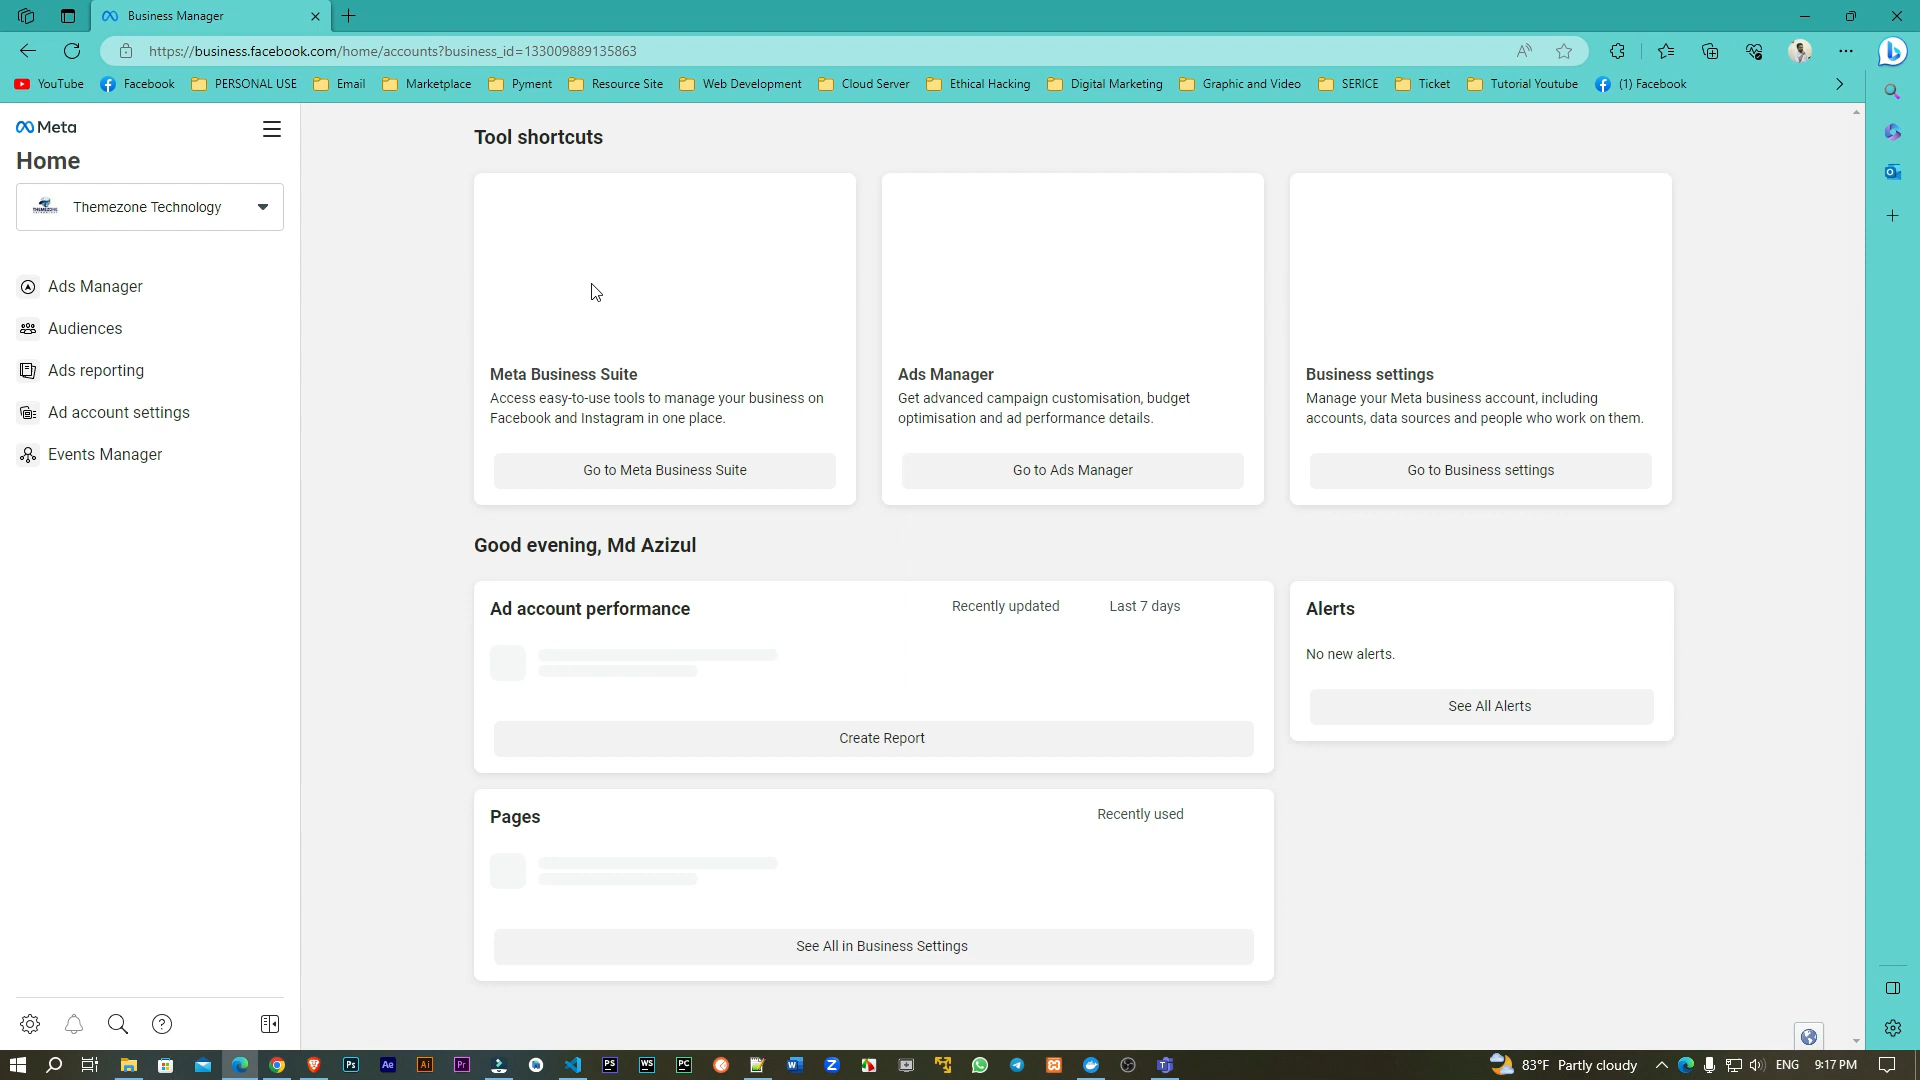 Business Manager
https://business.facebook.com/home/accounts?business_id=133009889135863
YouTube
Facebook
PERSONAL USE
Email
Marketplace
Pyment
Resource Site
Web Development
Cloud Server
Ethical Hacking
Digital Marketing
Graphic and Video
SERICE
Ticket
Tutorial Youtube
(1) Facebook
Meta
Home
Themezone Technology
Ads Manager
Audiences
Ads reporting
Ad account settings
Events Manager
Tool shortcuts
Meta Business Suite
Access easy-to-use tools to manage your business on
Facebook and Instagram in one place.
Go to Meta Business Suite
Ads Manager
Get advanced campaign customisation, budget
optimisation and ad performance details.
Go to Ads Manager
Business settings
Manage your Meta business account, including
accounts, data sources and people who work on them.
Go to Business settings
Good evening, Md Azizul
Ad account performance
Recently updated
Last 7 days
Create Report
Alerts
No new alerts.
See All Alerts
Pages
Recently used
See All in Business Settings
Ps
Ae
Ai
Pr
PS
WS
PC
83°F Partly cloudy
ENG
9:17 PM